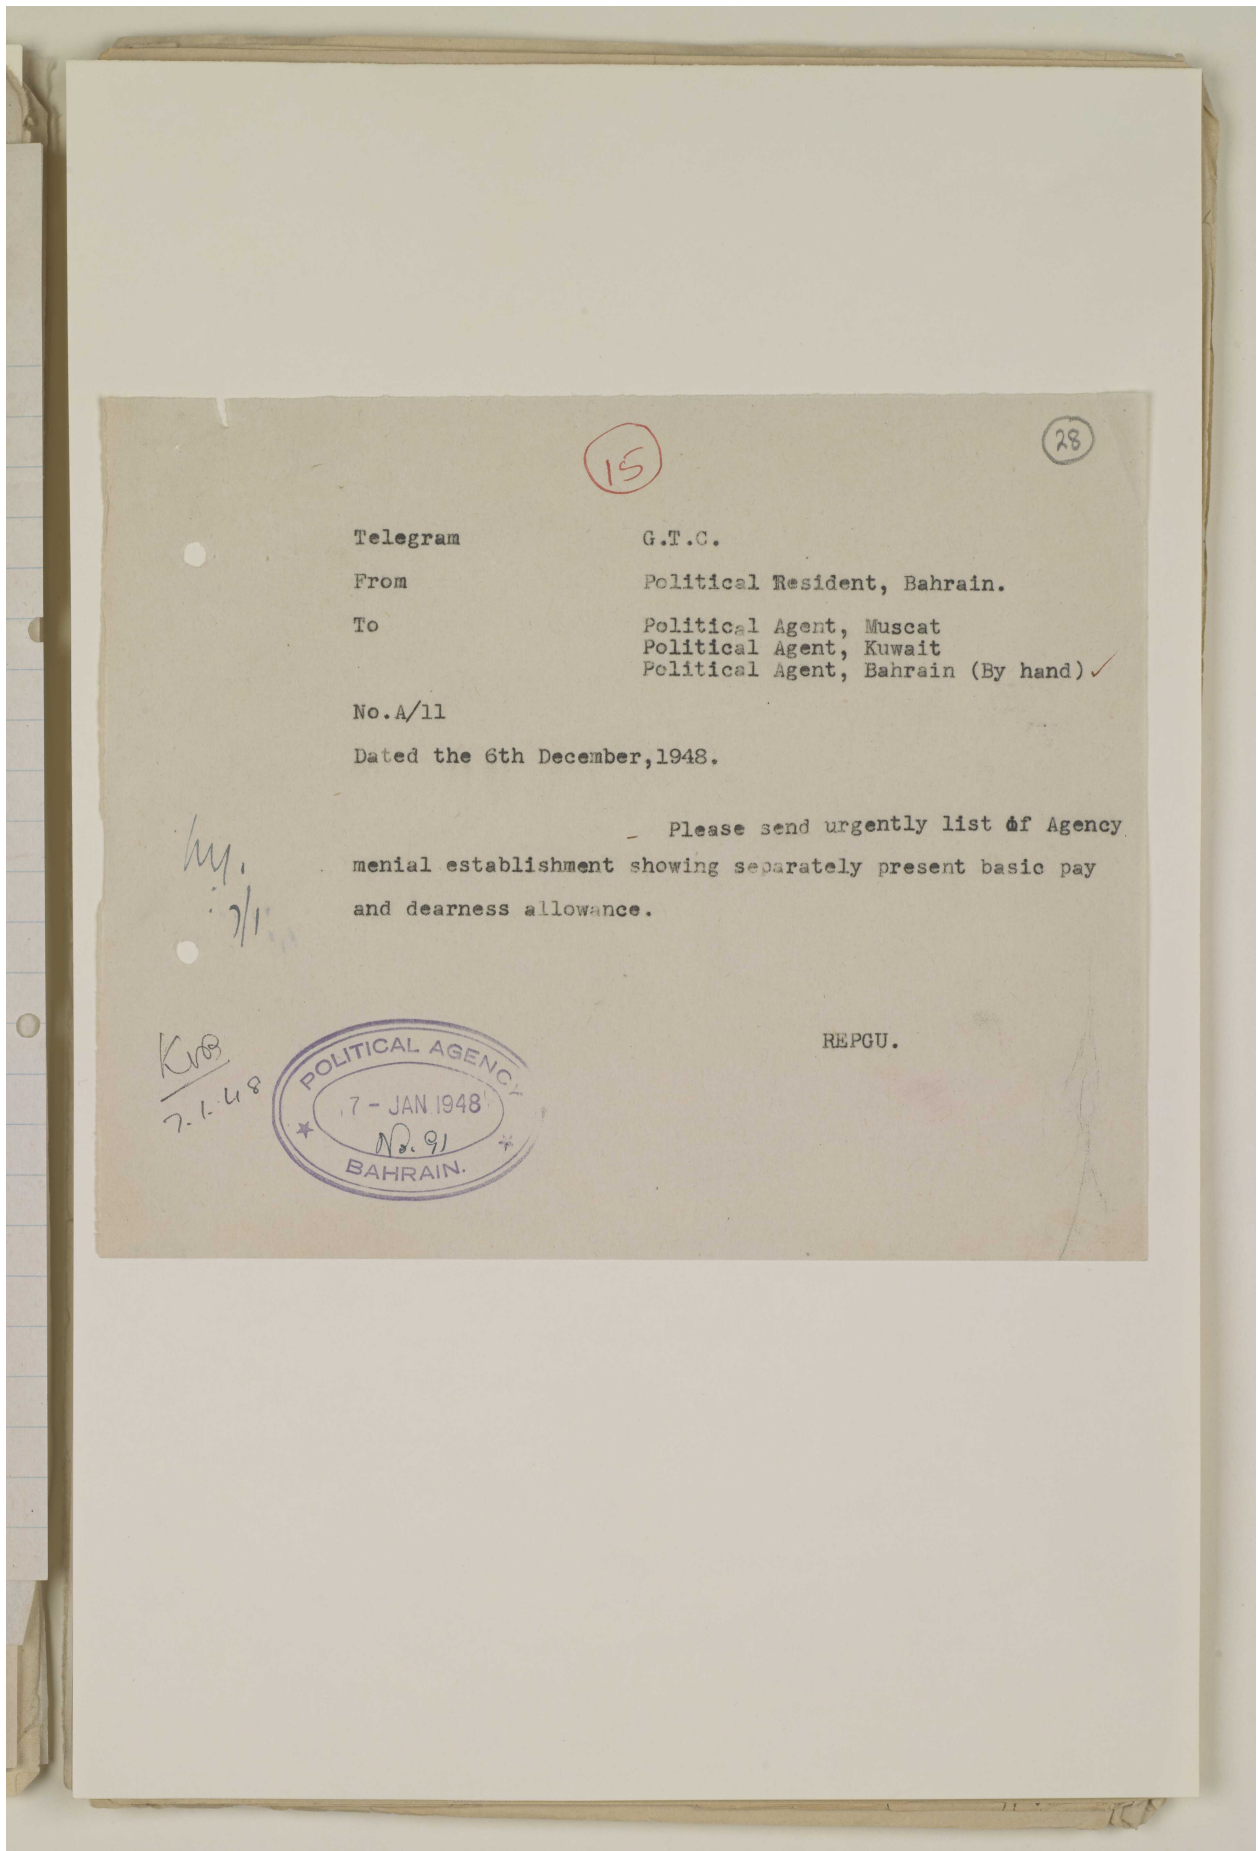 15
28
Telegram G.T.C.
From Political Resident, Bahrain.
To Political Agent, Muscat
Political Agent, Kuwait
Political Agent, Bahrain (By hand) ✓
No.A/11
Dated the 6th December,1948.
Please send urgently list of Agency
menial establishment showing separately present basic pay
and dearness allowance.
7/1
REPGU.
7.1.48
POLITICAL AGENCY
7 - JAN 1948
No. 91
BAHRAIN.